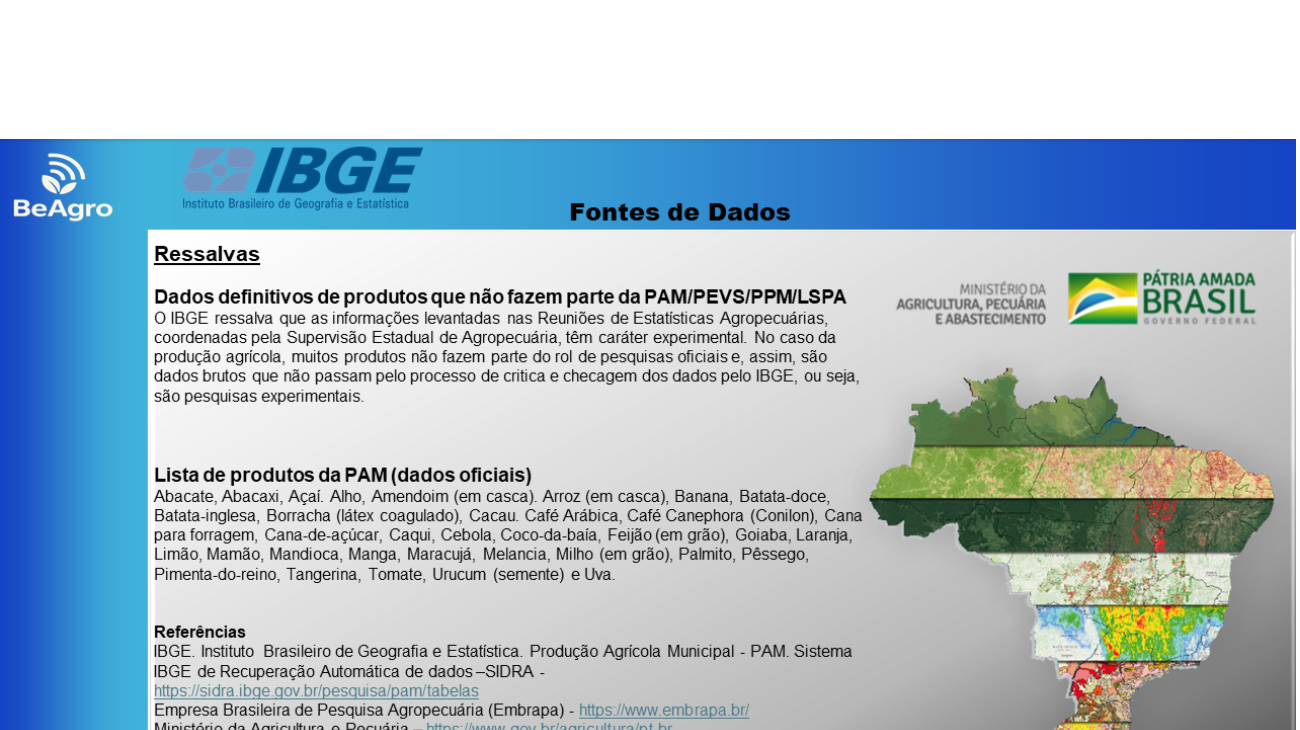 BeAgro
IBGE
Instituto Brasileiro de Geografia e Estatística
Fontes de Dados
Ressalvas
Dados definitivos de produtos que não fazem parte da PAM/PEVS/PPM/LSPA
O IBGE ressalva que as informações levantadas nas Reuniões de Estatísticas Agropecuárias,
coordenadas pela Supervisão Estadual de Agropecuária, têm caráter experimental. No caso da
produção agrícola, muitos produtos não fazem parte do rol de pesquisas oficiais e, assim, são
dados brutos que não passam pelo processo de critica e checagem dos dados pelo IBGE, ou seja,
são pesquisas experimentais.
MINISTÉRIO DA
AGRICULTURA, PECUÁRIA
E ABASTECIMENTO
PÁTRIA AMADA
BRASIL
GOVERNO FEDERAL
Lista de produtos da PAM (dados oficiais)
Abacate, Abacaxi, Açaí. Alho, Amendoim (em casca). Arroz (em casca), Banana, Batata-doce,
Batata-inglesa, Borracha (látex coagulado), Cacau. Café Arábica, Café Canephora (Conilon), Cana
para forragem, Cana-de-açúcar, Caqui, Cebola, Coco-da-baía, Feijão (em grão), Goiaba, Laranja,
Limão, Mamão, Mandioca, Manga, Maracujá, Melancia, Milho (em grão), Palmito, Pêssego,
Pimenta-do-reino, Tangerina, Tomate, Urucum (semente) e Uva.
Referências
IBGE. Instituto Brasileiro de Geografia e Estatística. Produção Agrícola Municipal - PAM. Sistema
IBGE de Recuperação Automática de dados –SIDRA -
https://sidra.ibge.gov.br/pesquisa/pam/tabelas
Empresa Brasileira de Pesquisa Agropecuária (Embrapa) - https://www.embrapa.br/
Ministério da Agricultura e Pecuária – https://www.gov.br/agricultura/pt-br